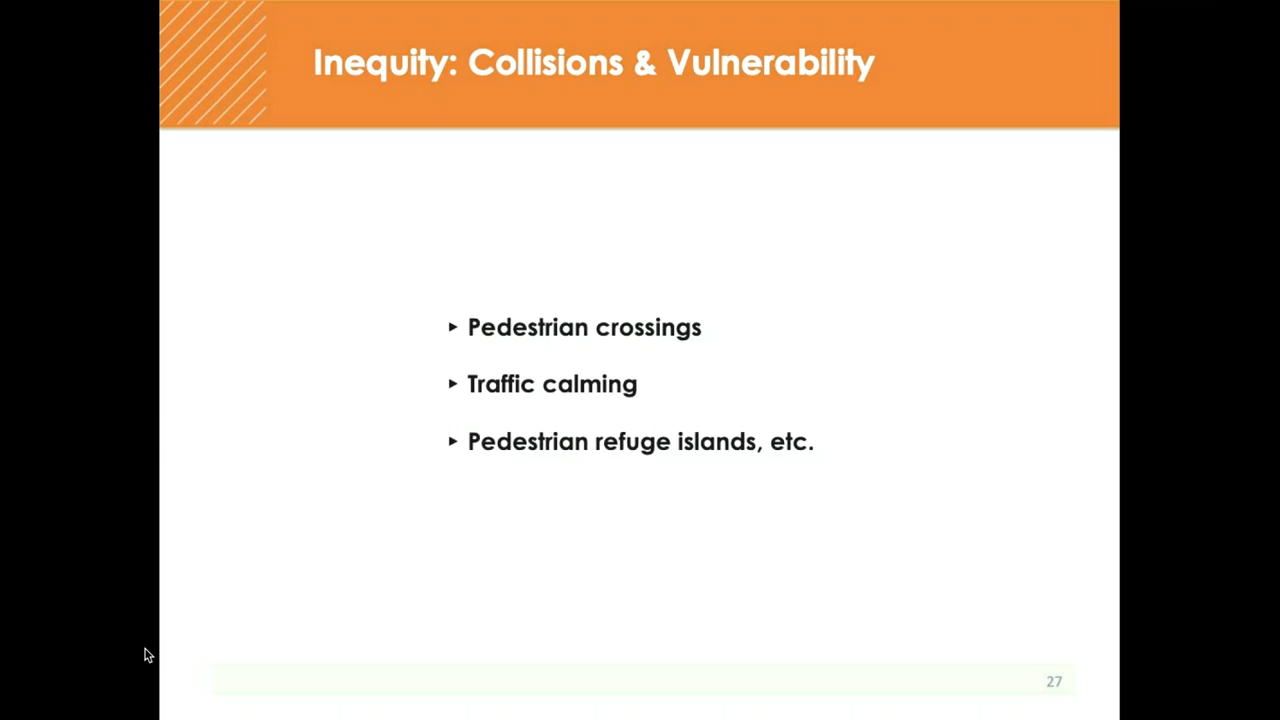 Inequity: Collisions & Vulnerability
▸ Pedestrian crossings
▸ Traffic calming
▸ Pedestrian refuge islands, etc.
27